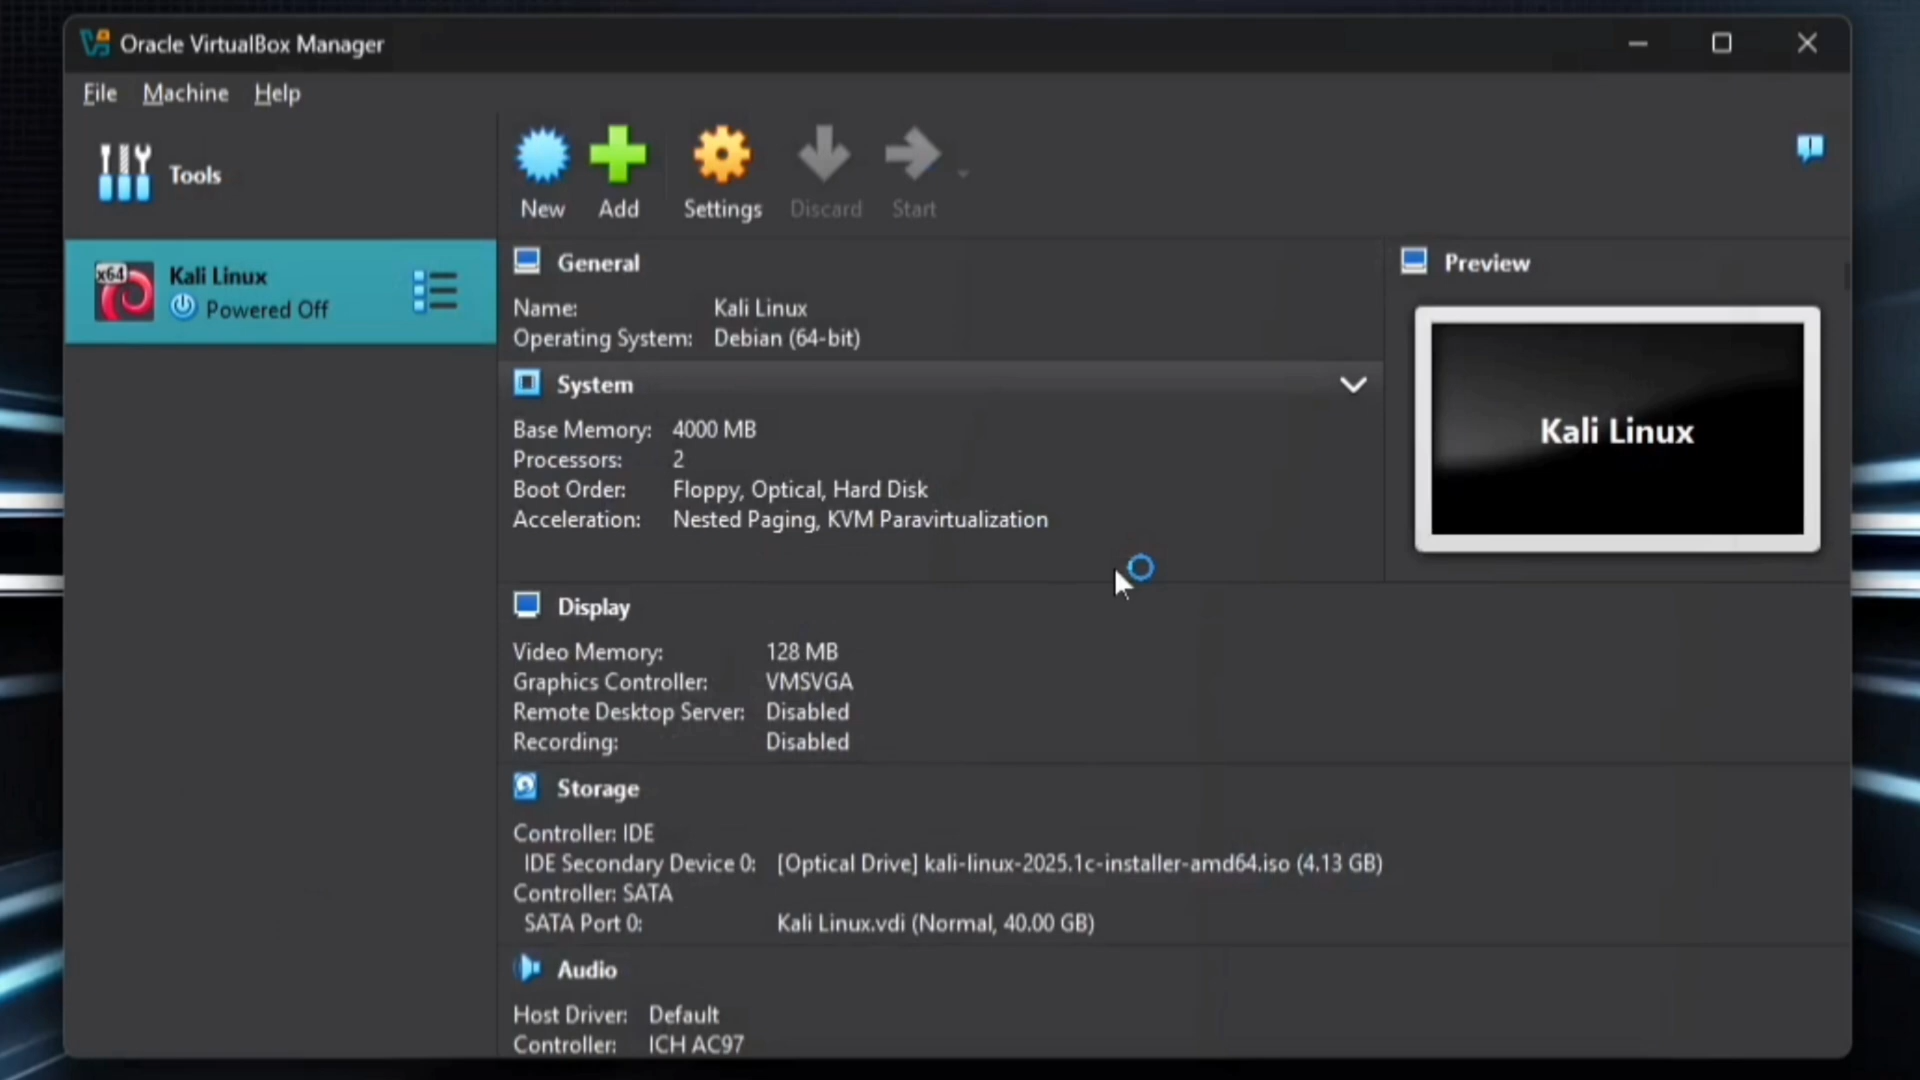 Oracle VirtualBox Manager
File Machine Help
Tools
New Add Settings Discard Start
x64
Kali Linux
Powered Off
General
Name: Kali Linux
Operating System: Debian (64-bit)
System
Base Memory: 4000 MB
Processors: 2
Boot Order: Floppy, Optical, Hard Disk
Acceleration: Nested Paging, KVM Paravirtualization
Preview
Kali Linux
Display
Video Memory: 128 MB
Graphics Controller: VMSVGA
Remote Desktop Server: Disabled
Recording: Disabled
Storage
Controller: IDE
IDE Secondary Device 0: [Optical Drive] kali-linux-2025.1c-installer-amd64.iso (4.13 GB)
Controller: SATA
SATA Port 0: Kali Linux.vdi (Normal, 40.00 GB)
Audio
Host Driver: Default
Controller: ICH AC97